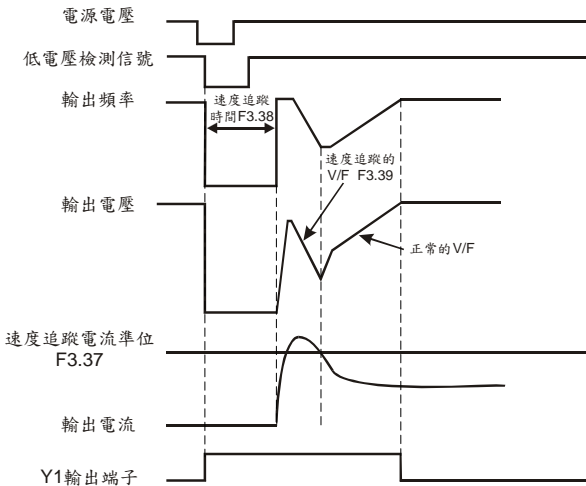 電源電壓
低電壓檢測信號
輸出頻率
速度追蹤
時間F3.38
速度追蹤的
V/F F3.39
輸出電壓
正常的V/F
速度追蹤電流準位
F3.37
輸出電流
Y1輸出端子